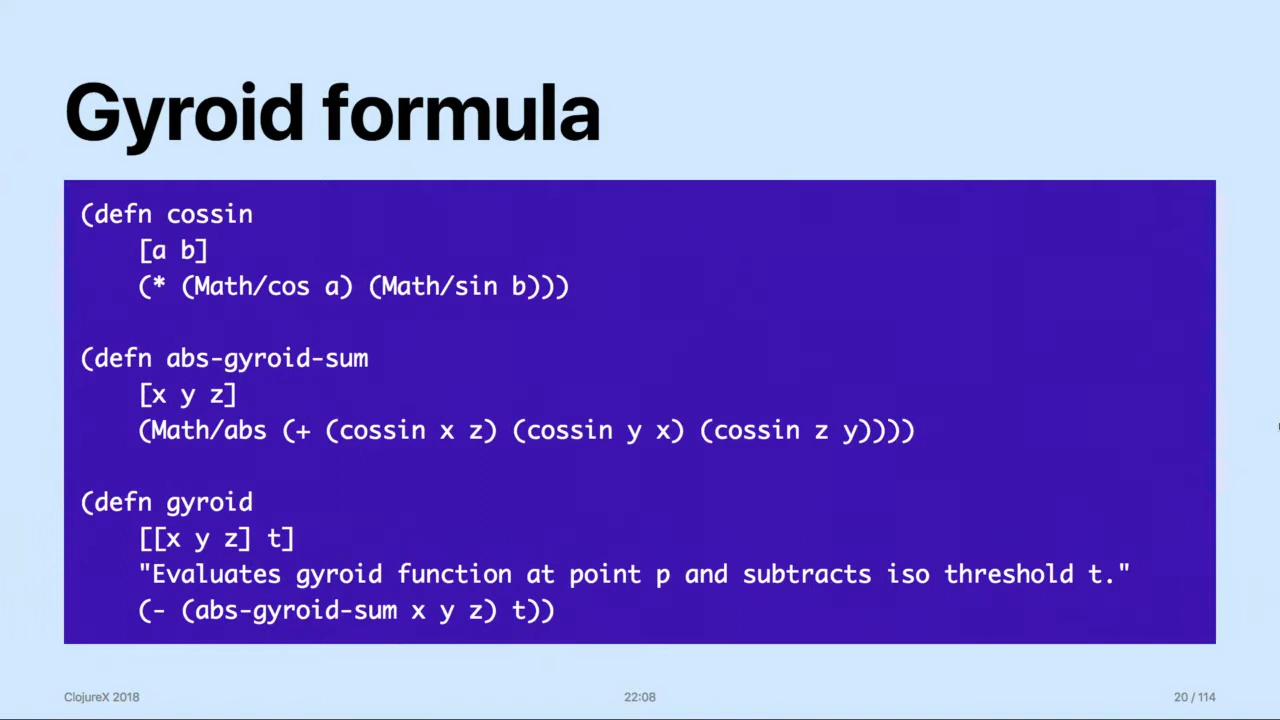 Gyroid formula
(defn cossin
    [a b]
    (* (Math/cos a) (Math/sin b)))

(defn abs-gyroid-sum
    [x y z]
    (Math/abs (+ (cossin x z) (cossin y x) (cossin z y))))

(defn gyroid
    [[x y z] t]
    "Evaluates gyroid function at point p and subtracts iso threshold t."
    (- (abs-gyroid-sum x y z) t))
ClojureX 2018
22:08
20 / 114